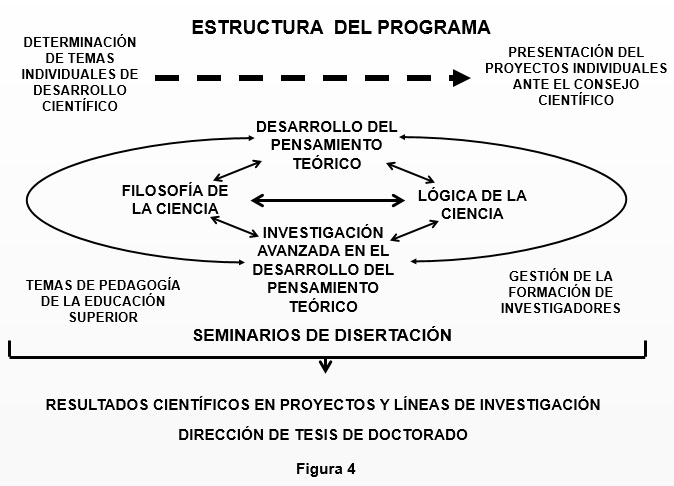 ESTRUCTURA DEL PROGRAMA
DETERMINACIÓN
DE TEMAS
INDIVIDUALES DE
DESARROLLO
CIENTÍFICO
PRESENTACIÓN DEL
PROYECTOS INDIVIDUALES
ANTE EL CONSEJO
CIENTÍFICO
DESARROLLO DEL
PENSAMIENTO
TEÓRICO
FILOSOFÍA DE
LA CIENCIA
LÓGICA DE LA
CIENCIA
INVESTIGACIÓN
AVANZADA EN EL
DESARROLLO DEL
PENSAMIENTO
TEÓRICO
TEMAS DE PEDAGOGÍA
DE LA EDUCACIÓN
SUPERIOR
GESTIÓN DE LA
FORMACIÓN DE
INVESTIGADORES
SEMINARIOS DE DISERTACIÓN
RESULTADOS CIENTÍFICOS EN PROYECTOS Y LÍNEAS DE INVESTIGACIÓN
DIRECCIÓN DE TESIS DE DOCTORADO
Figura 4